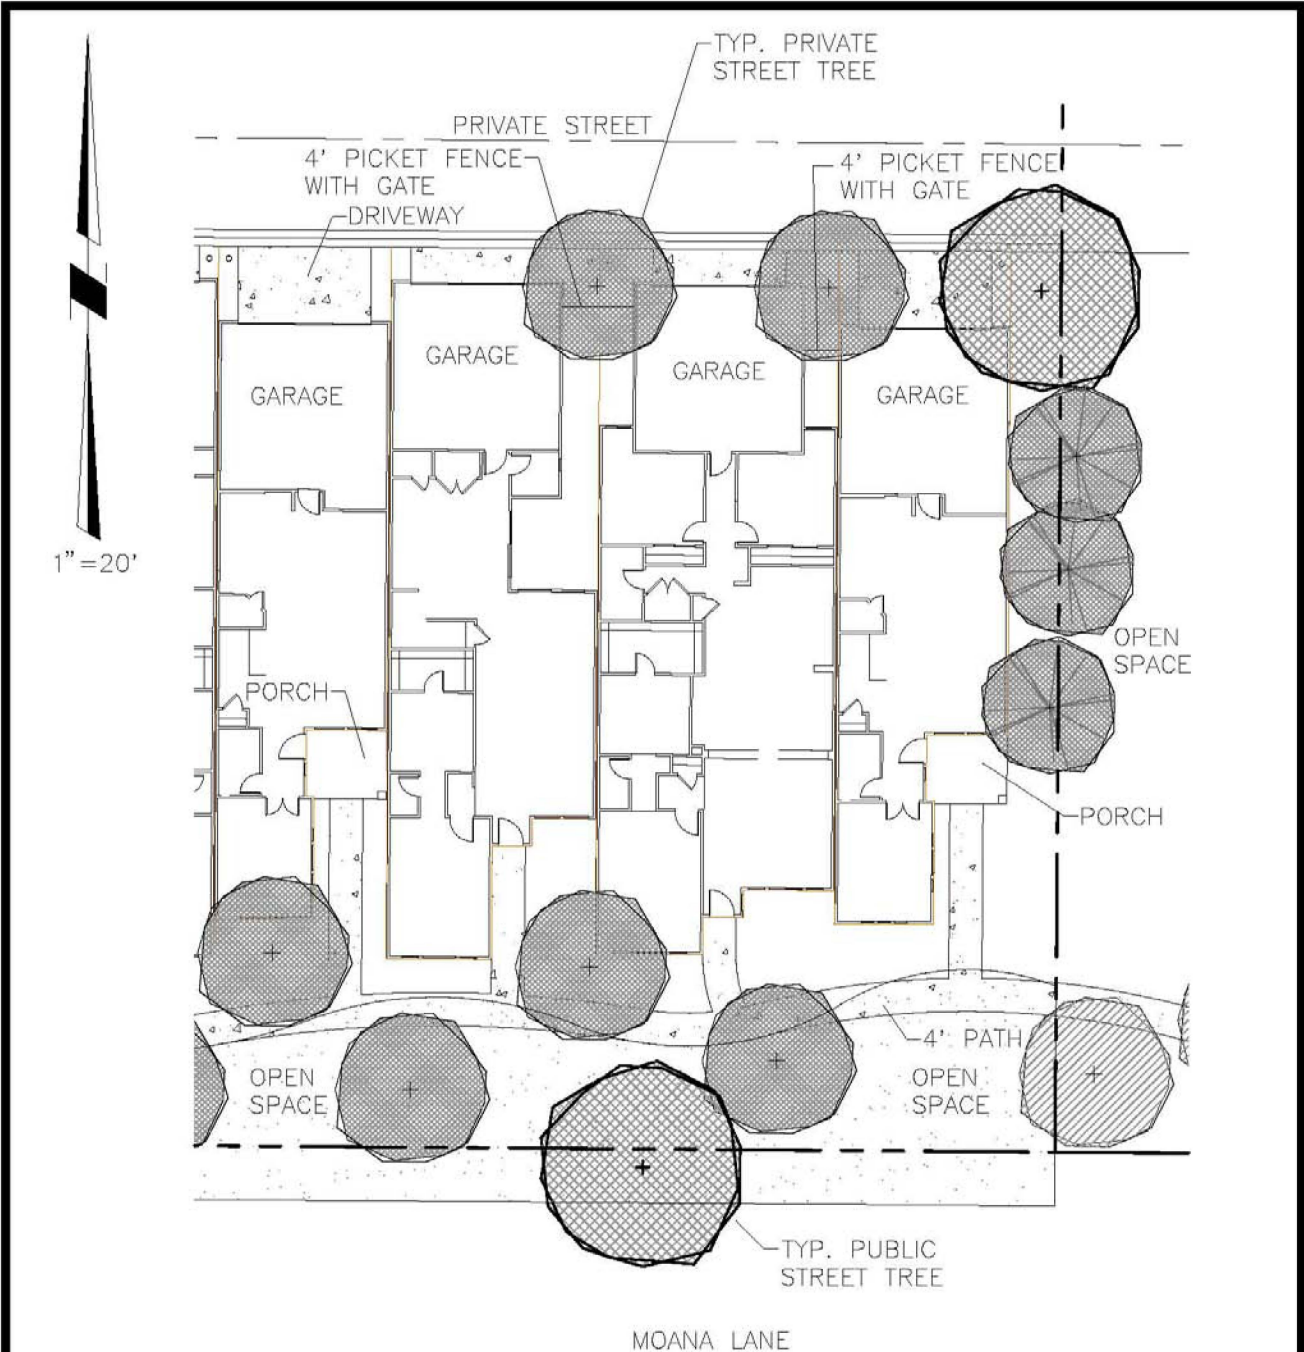 TYP. PRIVATE
STREET TREE
PRIVATE STREET
4' PICKET FENCE
WITH GATE
4' PICKET FENCE
WITH GATE
DRIVEWAY
GARAGE
GARAGE
GARAGE
GARAGE
1"=20'
OPEN
SPACE
PORCH
PORCH
4' PATH
OPEN
SPACE
OPEN
SPACE
TYP. PUBLIC
STREET TREE
MOANA LANE